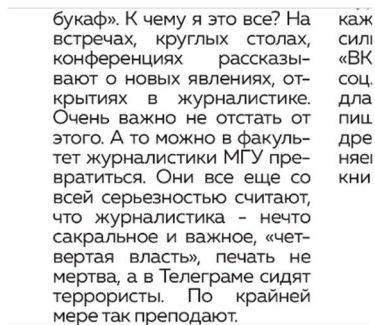 букаф». К чему я это все? На
встречах, круглых столах,
конференциях рассказы-
вают о новых явлениях, от-
крытиях в журналистике.
Очень важно не отстать от
этого. А то можно в факуль-
тет журналистики МГУ пре-
вратиться. Они все еще со
всей серьезностью считают,
что журналистика - нечто
сакральное и важное, «чет-
вертая власть», печать не
мертва, а в Телеграме сидят
террористы. По крайней
мере так преподают.
«ВК
соц.